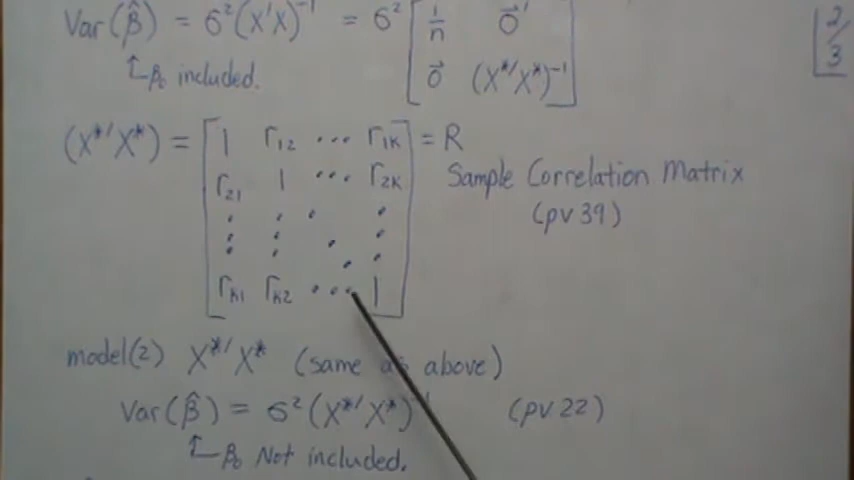 Var(β̂) = σ²(X'X)⁻¹ = σ² [ 1/n 0⃗' ; 0⃗ (X*'X*)⁻¹ ]
β₀ included.
2/3
(X*'X*) = [ 1 r₁₂ ... r₁ₖ ] = R
r₂₁ 1 ... r₂ₖ
Sample Correlation Matrix
(pv 39)
rₖ₁ rₖ₂ ... 1
model(2) X*'X* (same as above)
Var(β̂) = σ²(X*'X*)⁻¹ (pv 22)
β₀ Not included.